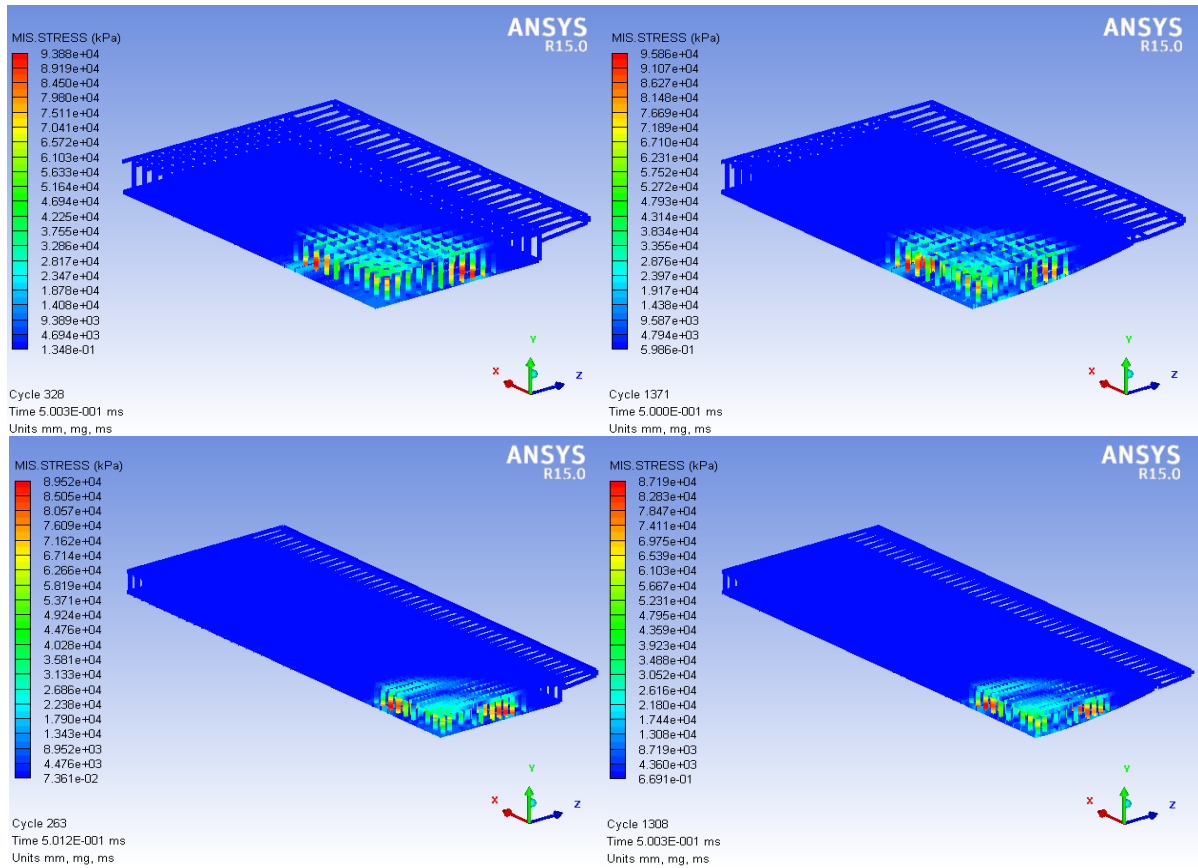 ANSYS
R15.0
MIS.STRESS (kPa)
9.388e+04
8.919e+04
8.450e+04
7.980e+04
7.511e+04
7.041e+04
6.572e+04
6.103e+04
5.633e+04
5.164e+04
4.694e+04
4.225e+04
3.755e+04
3.286e+04
2.817e+04
2.347e+04
1.878e+04
1.408e+04
9.389e+03
4.694e+03
1.348e-01
Y
X
Z
Cycle 328
Time 5.003E-001 ms
Units mm, mg, ms
ANSYS
R15.0
MIS.STRESS (kPa)
9.586e+04
9.107e+04
8.627e+04
8.148e+04
7.669e+04
7.189e+04
6.710e+04
6.231e+04
5.752e+04
5.272e+04
4.793e+04
4.314e+04
3.834e+04
3.355e+04
2.876e+04
2.397e+04
1.917e+04
1.438e+04
9.587e+03
4.794e+03
5.986e-01
Y
X
Z
Cycle 1371
Time 5.000E-001 ms
Units mm, mg, ms
ANSYS
R15.0
MIS.STRESS (kPa)
8.952e+04
8.505e+04
8.057e+04
7.609e+04
7.162e+04
6.714e+04
6.266e+04
5.819e+04
5.371e+04
4.924e+04
4.476e+04
4.028e+04
3.581e+04
3.133e+04
2.686e+04
2.238e+04
1.790e+04
1.343e+04
8.952e+03
4.476e+03
7.361e-02
Y
X
Z
Cycle 263
Time 5.012E-001 ms
Units mm, mg, ms
ANSYS
R15.0
MIS.STRESS (kPa)
8.719e+04
8.283e+04
7.847e+04
7.411e+04
6.975e+04
6.539e+04
6.103e+04
5.667e+04
5.231e+04
4.795e+04
4.359e+04
3.923e+04
3.488e+04
3.052e+04
2.616e+04
2.180e+04
1.744e+04
1.308e+04
8.719e+03
4.360e+03
6.691e-01
Y
X
Z
Cycle 1308
Time 5.003E-001 ms
Units mm, mg, ms